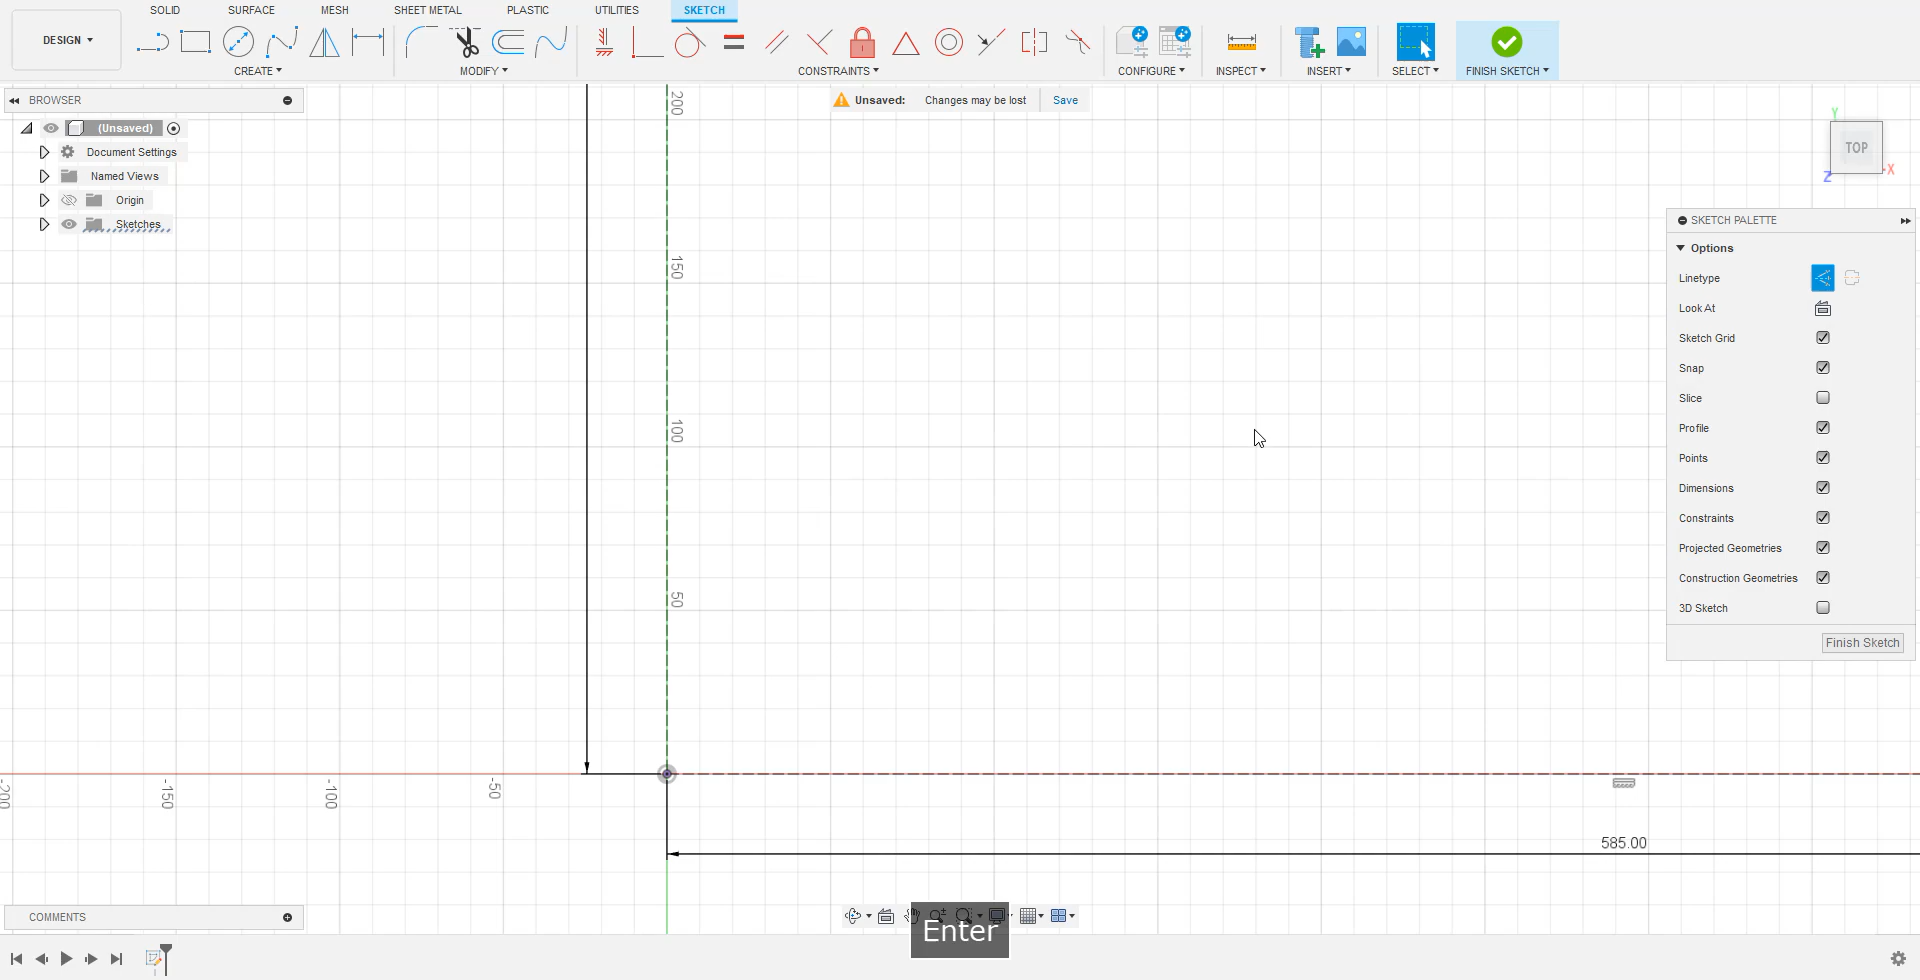 SOLID SURFACE MESH SHEET METAL PLASTIC UTILITIES SKETCH
DESIGN
CREATE MODIFY CONSTRAINTS CONFIGURE INSPECT INSERT SELECT FINISH SKETCH
BROWSER
Unsaved: Changes may be lost Save
(Unsaved)
Document Settings
Named Views
Origin
Sketches
Y
TOP
X
Z
SKETCH PALETTE
Options
Linetype
Look At
Sketch Grid
Snap
Slice
Profile
Points
Dimensions
Constraints
Projected Geometries
Construction Geometries
3D Sketch
Finish Sketch
200
150
100
50
-200
-150
-100
-50
585.00
COMMENTS
Enter